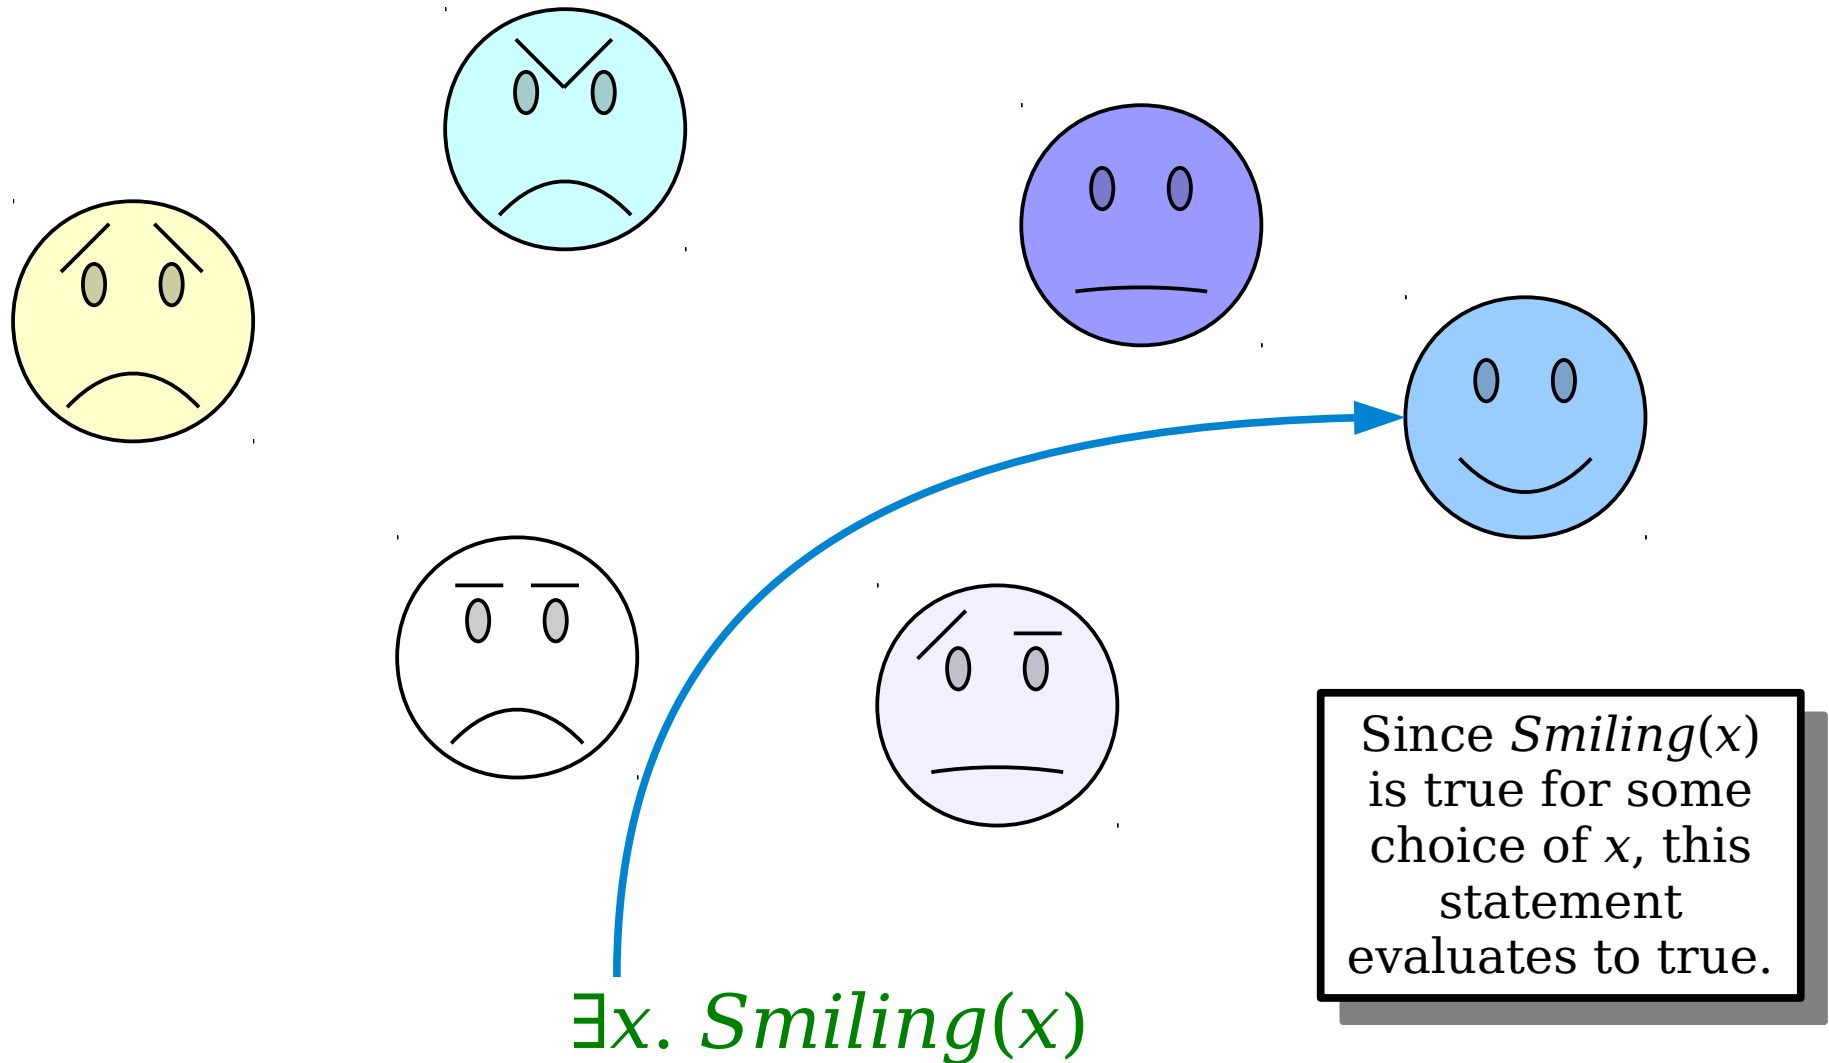 Since Smiling(x)
is true for some
choice of x, this
statement
evaluates to true.
∃x. Smiling(x)